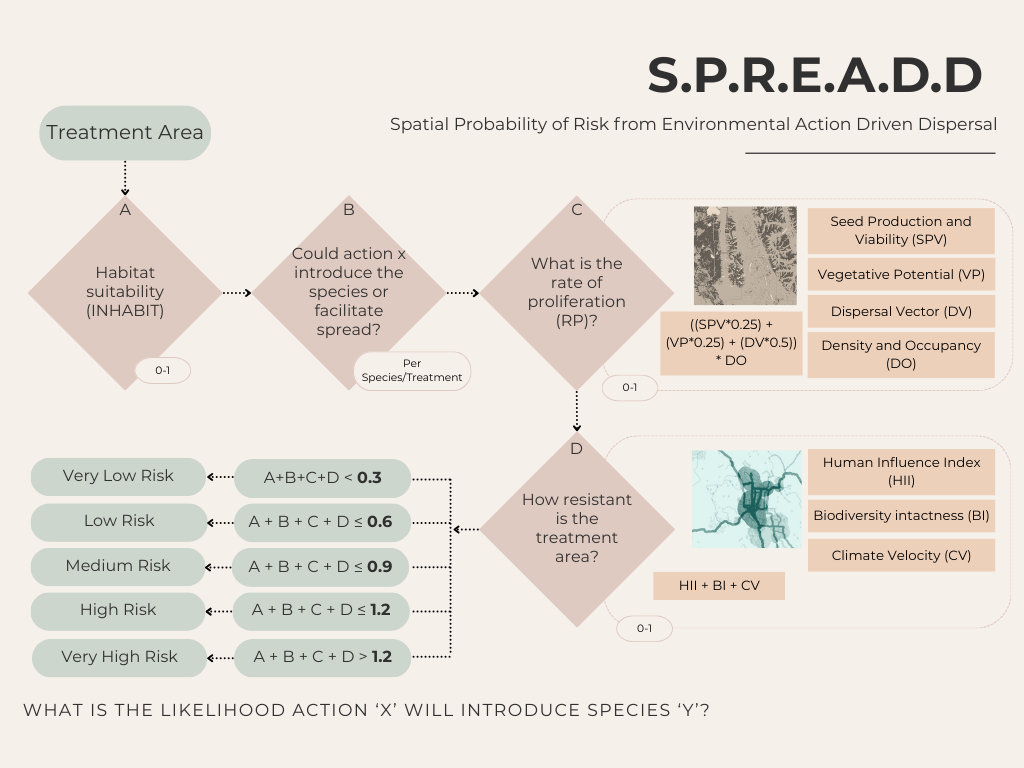 S.P.R.E.A.D.D
Spatial Probability of Risk from Environmental Action Driven Dispersal
Treatment Area
A
Habitat
suitability
(INHABIT)
0-1
B
Could action x
introduce the
species or
facilitate
spread?
Per
Species/Treatment
C
What is the
rate of
proliferation
(RP)?
0-1
((SPV*0.25) +
(VP*0.25) + (DV*0.5))
* DO
Seed Production and
Viability (SPV)
Vegetative Potential (VP)
Dispersal Vector (DV)
Density and Occupancy
(DO)
D
How resistant
is the
treatment
area?
0-1
HII + BI + CV
Human Influence Index
(HII)
Biodiversity intactness (BI)
Climate Velocity (CV)
Very Low Risk
A+B+C+D < 0.3
Low Risk
A + B + C + D ≤ 0.6
Medium Risk
A + B + C + D ≤ 0.9
High Risk
A + B + C + D ≤ 1.2
Very High Risk
A + B + C + D > 1.2
WHAT IS THE LIKELIHOOD ACTION ‘X’ WILL INTRODUCE SPECIES ‘Y’?